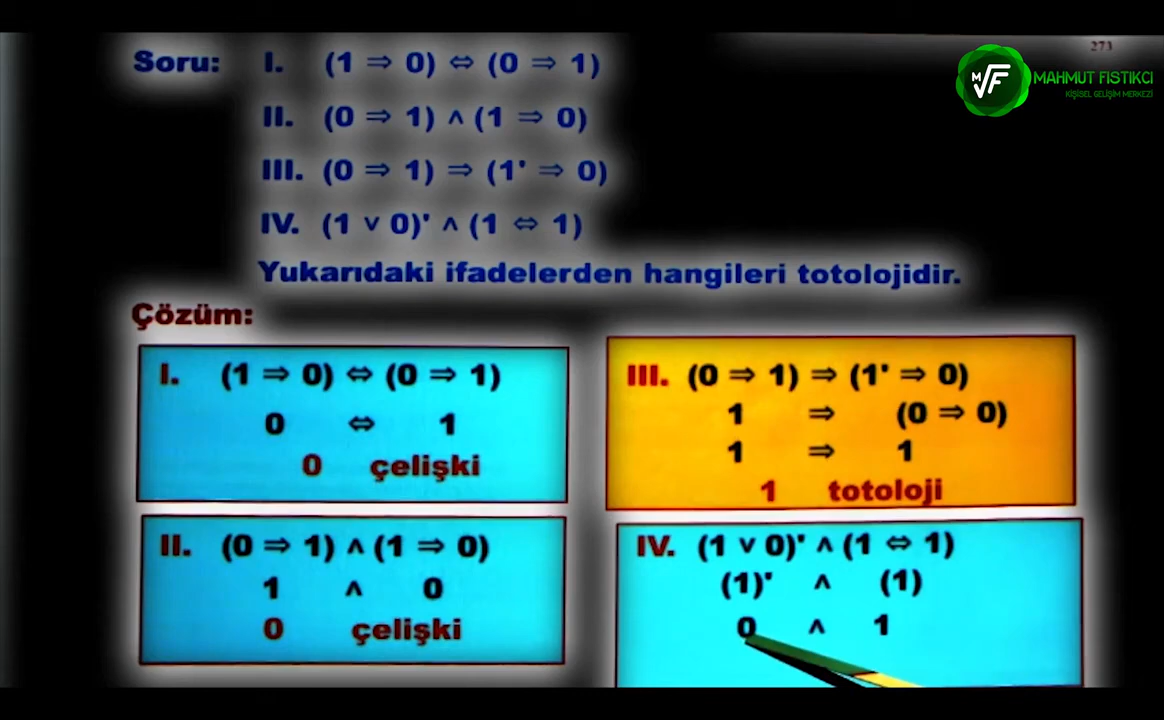 273
MAHMUT FISTIKCI
KİŞİSEL GELİŞİM MERKEZİ
M√F
Soru: I. (1 ⇒ 0) ⇔ (0 ⇒ 1)
II. (0 ⇒ 1) ∧ (1 ⇒ 0)
III. (0 ⇒ 1) ⇒ (1' ⇒ 0)
IV. (1 ∨ 0)' ∧ (1 ⇔ 1)
Yukarıdaki ifadelerden hangileri totolojidir.
Çözüm:
I. (1 ⇒ 0) ⇔ (0 ⇒ 1)
0 ⇔ 1
0 çelişki
II. (0 ⇒ 1) ∧ (1 ⇒ 0)
1 ∧ 0
0 çelişki
III. (0 ⇒ 1) ⇒ (1' ⇒ 0)
1 ⇒ (0 ⇒ 0)
1 ⇒ 1
1 totoloji
IV. (1 ∨ 0)' ∧ (1 ⇔ 1)
(1)' ∧ (1)
0 ∧ 1